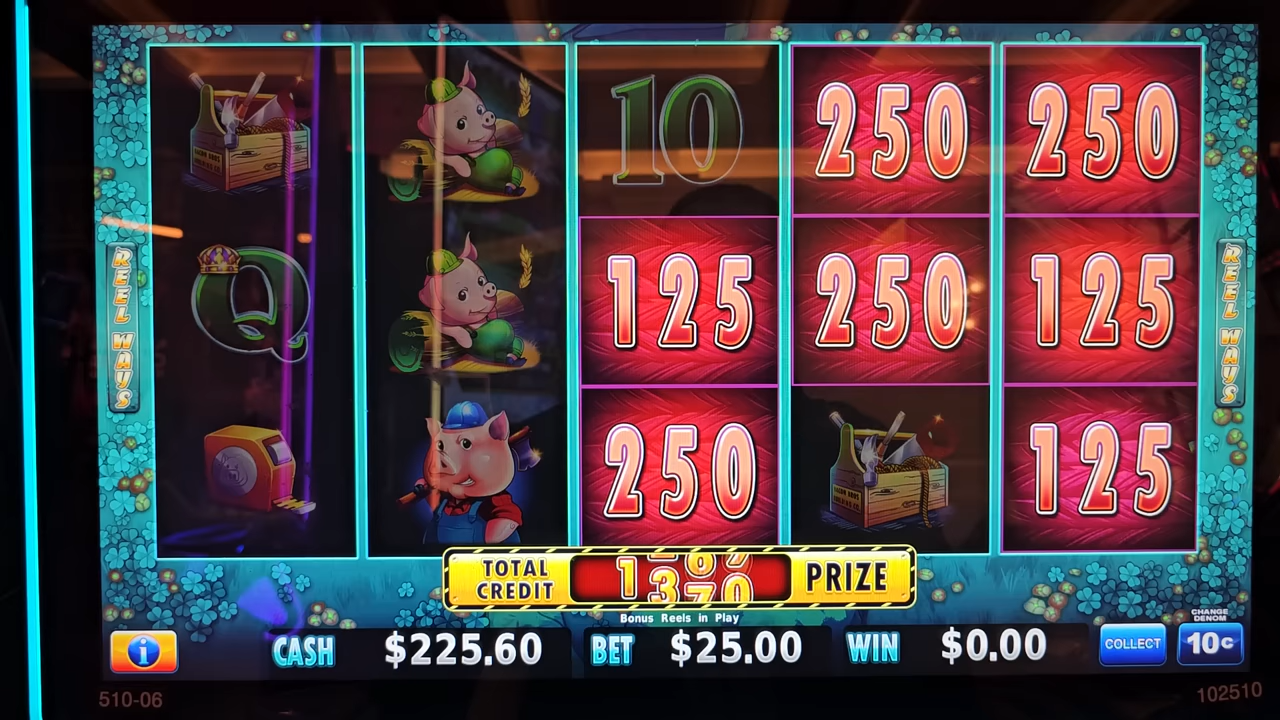 10 250 250
REEL WAYS Q 125 250 125 REEL WAYS
250 125
TOTAL CREDIT PRIZE
Bonus Reels in Play
CASH $225.60 BET $25.00 WIN $0.00 COLLECT CHANGE DENOM 10¢
510-06 102510